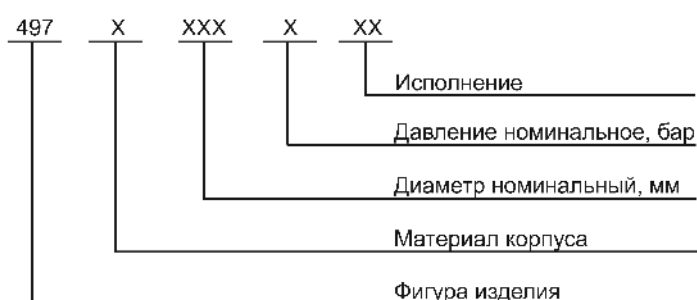 497 X XXX X XX
Исполнение
Давление номинальное, бар
Диаметр номинальный, мм
Материал корпуса
Фигура изделия